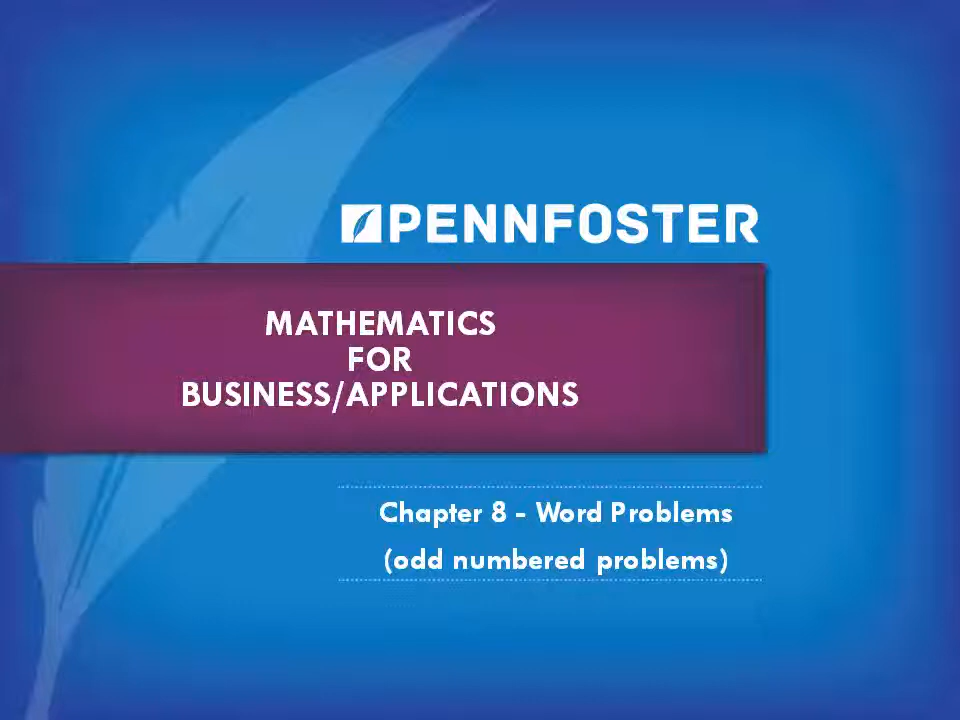 PENNFOSTER
MATHEMATICS
FOR
BUSINESS/APPLICATIONS
Chapter 8 - Word Problems
(odd numbered problems)